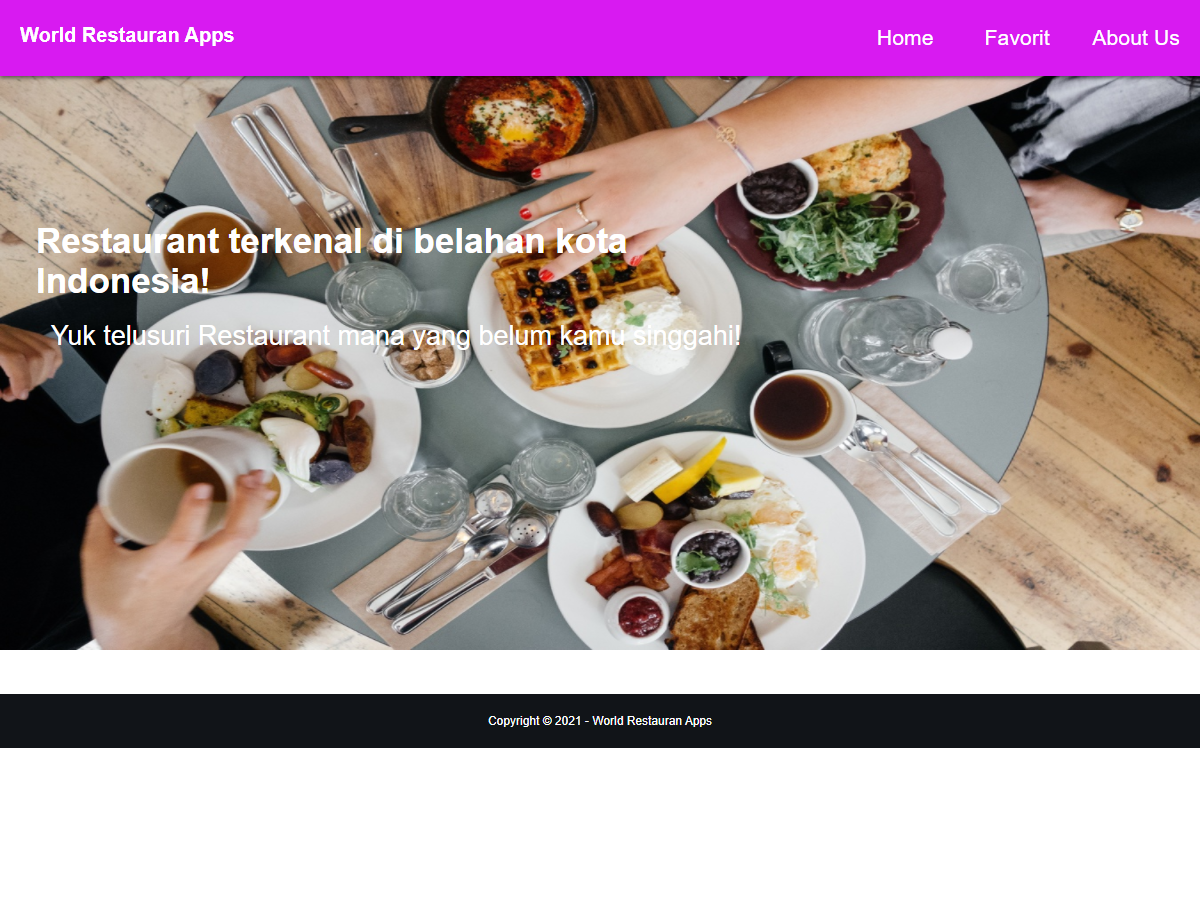 World Restauran Apps
Home
Favorit
About Us
Restaurant terkenal di belahan kota
Indonesia!
Yuk telusuri Restaurant mana yang belum kamu singgahi!
Copyright © 2021 - World Restauran Apps